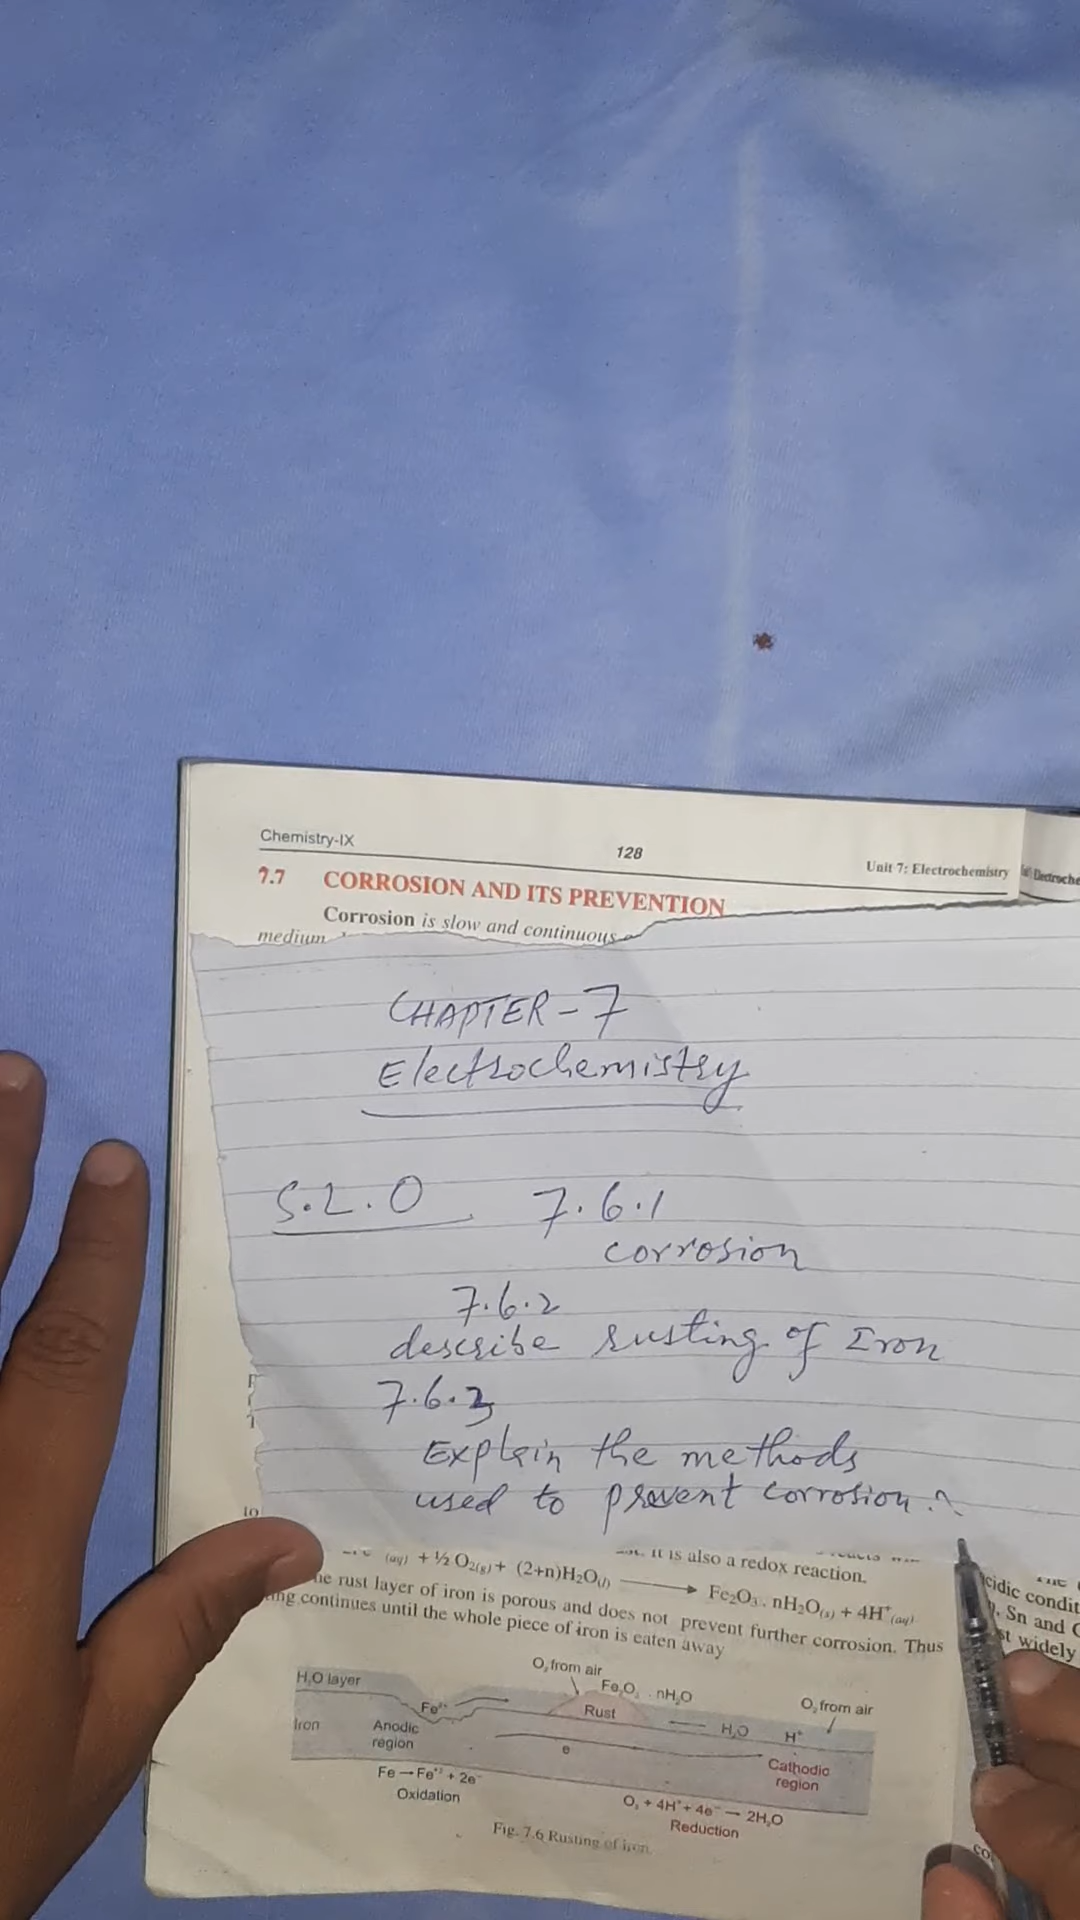 Chemistry-IX 128 Unit 7: Electrochemistry
7.7 CORROSION AND ITS PREVENTION
Corrosion is slow and continuous
medium
CHAPTER-7
Electrochemistry
S.L.O 7.6.1
corrosion
7.6.2
describe rusting of Iron
7.6.3
Explain the methods
used to prevent corrosion.
It is also a redox reaction.
(aq) + ½ O2(g) + (2+n)H2O(l) ⟶ Fe2O3 . nH2O(s) + 4H+(aq)
he rust layer of iron is porous and does not prevent further corrosion. Thus
ing continues until the whole piece of iron is eaten away
cidic condit
, Sn and
st widely
O2 from air
H2O layer Fe2O3 . nH2O O2 from air
Fe2+ Rust H2O H+
Iron Anodic region e Cathodic region
Fe → Fe+2 + 2e-
Oxidation
O2 + 4H+ + 4e- → 2H2O
Reduction
Fig. 7.6 Rusting of iron